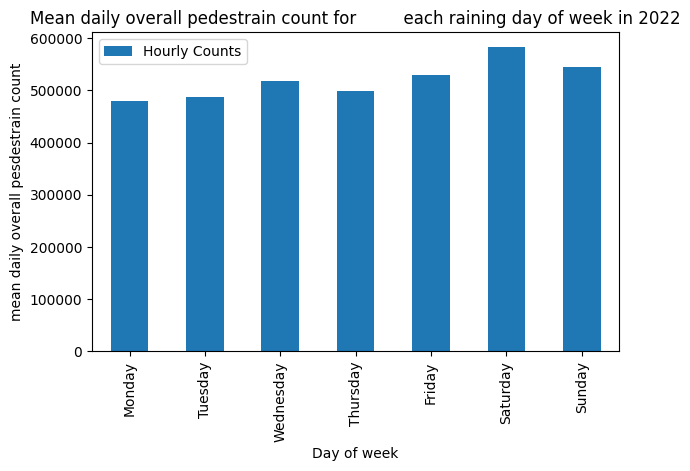 Mean daily overall pedestrain count for         each raining day of week in 2022
Hourly Counts
mean daily overall pesdestrain count
600000
500000
400000
300000
200000
100000
0
Monday
Tuesday
Wednesday
Thursday
Friday
Saturday
Sunday
Day of week